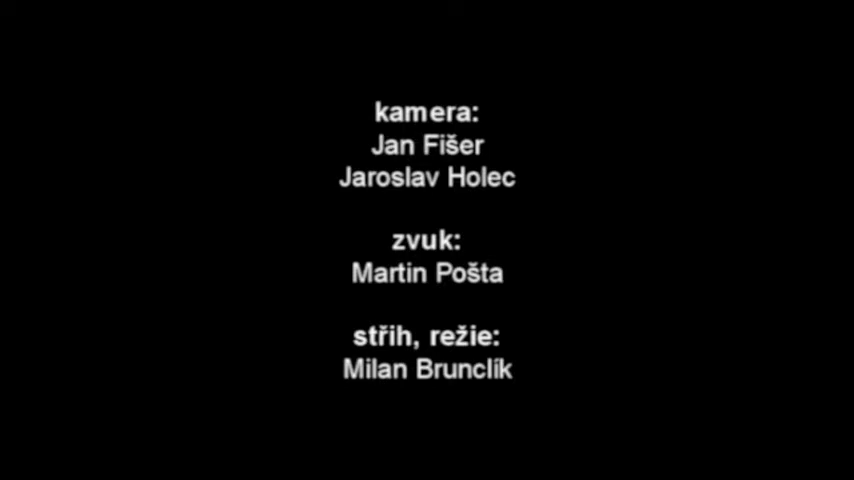 kamera:
Jan Fišer
Jaroslav Holec
zvuk:
Martin Pošta
střih, režie:
Milan Brunclík